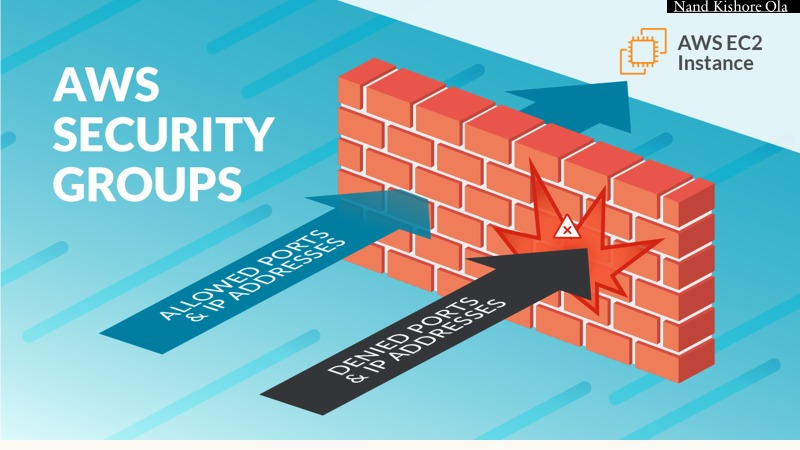 Nand Kishore Ola
AWS EC2
Instance
AWS
SECURITY
GROUPS
ALLOWED PORTS
& IP ADDRESSES
DENIED PORTS
& IP ADDRESSES